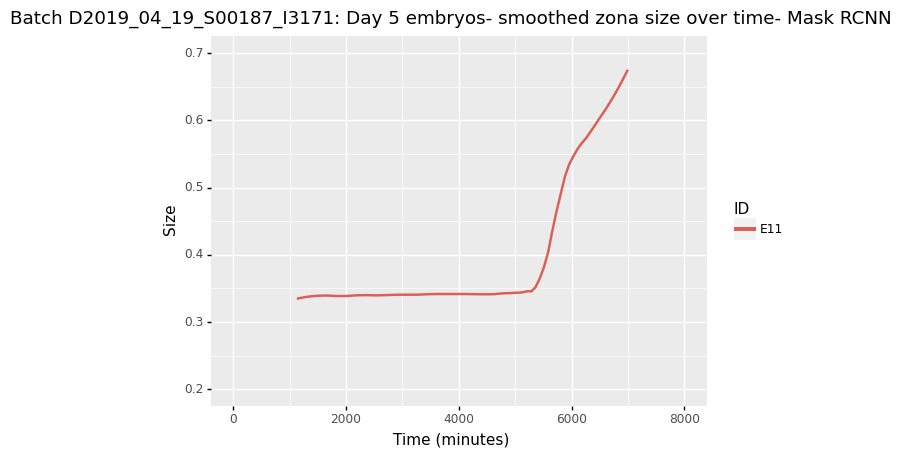 Batch D2019_04_19_S00187_I3171: Day 5 embryos- smoothed zona size over time- Mask RCNN
0.7
0.6
0.5
0.4
0.3
0.2
Size
0 2000 4000 6000 8000
Time (minutes)
ID
E11